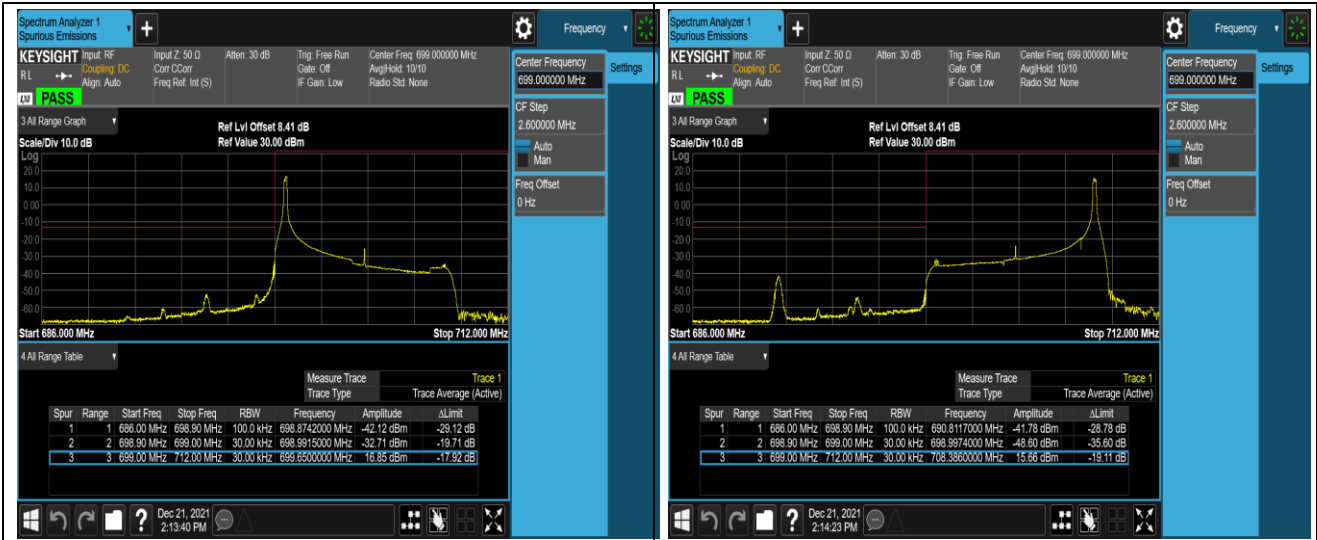 Spectrum Analyzer 1
Spurious Emissions
Frequency
KEYSIGHT Input: RF Input Z: 50 Ω Atten: 30 dB Trig: Free Run Center Freq: 699.000000 MHz
Coupling: DC Corr CCorr Gate: Off Avg|Hold: 10/10
RL Align: Auto Freq Ref: Int (S) IF Gain: Low Radio Std: None
LXI PASS
Center Frequency
699.000000 MHz
Settings
CF Step
2.600000 MHz
Auto
Man
Freq Offset
0 Hz
3 All Range Graph
Ref Lvl Offset 8.41 dB
Scale/Div 10.0 dB Ref Value 30.00 dBm
Log
20.0
10.0
0.00
-10.0
-20.0
-30.0
-40.0
-50.0
-60.0
Start 686.000 MHz Stop 712.000 MHz
4 All Range Table
Measure Trace Trace 1
Trace Type Trace Average (Active)
Spur Range Start Freq Stop Freq RBW Frequency Amplitude ΔLimit
1 1 686.00 MHz 698.90 MHz 100.0 kHz 698.8742000 MHz -42.12 dBm -29.12 dB
2 2 698.90 MHz 699.00 MHz 30.00 kHz 698.9915000 MHz -32.71 dBm -19.71 dB
3 3 699.00 MHz 712.00 MHz 30.00 kHz 699.6500000 MHz 16.85 dBm -17.92 dB
?
Dec 21, 2021
2:13:40 PM
Spectrum Analyzer 1
Spurious Emissions
Frequency
KEYSIGHT Input: RF Input Z: 50 Ω Atten: 30 dB Trig: Free Run Center Freq: 699.000000 MHz
Coupling: DC Corr CCorr Gate: Off Avg|Hold: 10/10
RL Align: Auto Freq Ref: Int (S) IF Gain: Low Radio Std: None
LXI PASS
Center Frequency
699.000000 MHz
Settings
CF Step
2.600000 MHz
Auto
Man
Freq Offset
0 Hz
3 All Range Graph
Ref Lvl Offset 8.41 dB
Scale/Div 10.0 dB Ref Value 30.00 dBm
Log
20.0
10.0
0.00
-10.0
-20.0
-30.0
-40.0
-50.0
-60.0
Start 686.000 MHz Stop 712.000 MHz
4 All Range Table
Measure Trace Trace 1
Trace Type Trace Average (Active)
Spur Range Start Freq Stop Freq RBW Frequency Amplitude ΔLimit
1 1 686.00 MHz 698.90 MHz 100.0 kHz 690.8117000 MHz -41.78 dBm -28.78 dB
2 2 698.90 MHz 699.00 MHz 30.00 kHz 698.9974000 MHz -48.60 dBm -35.60 dB
3 3 699.00 MHz 712.00 MHz 30.00 kHz 708.3860000 MHz 15.66 dBm -19.11 dB
?
Dec 21, 2021
2:14:23 PM